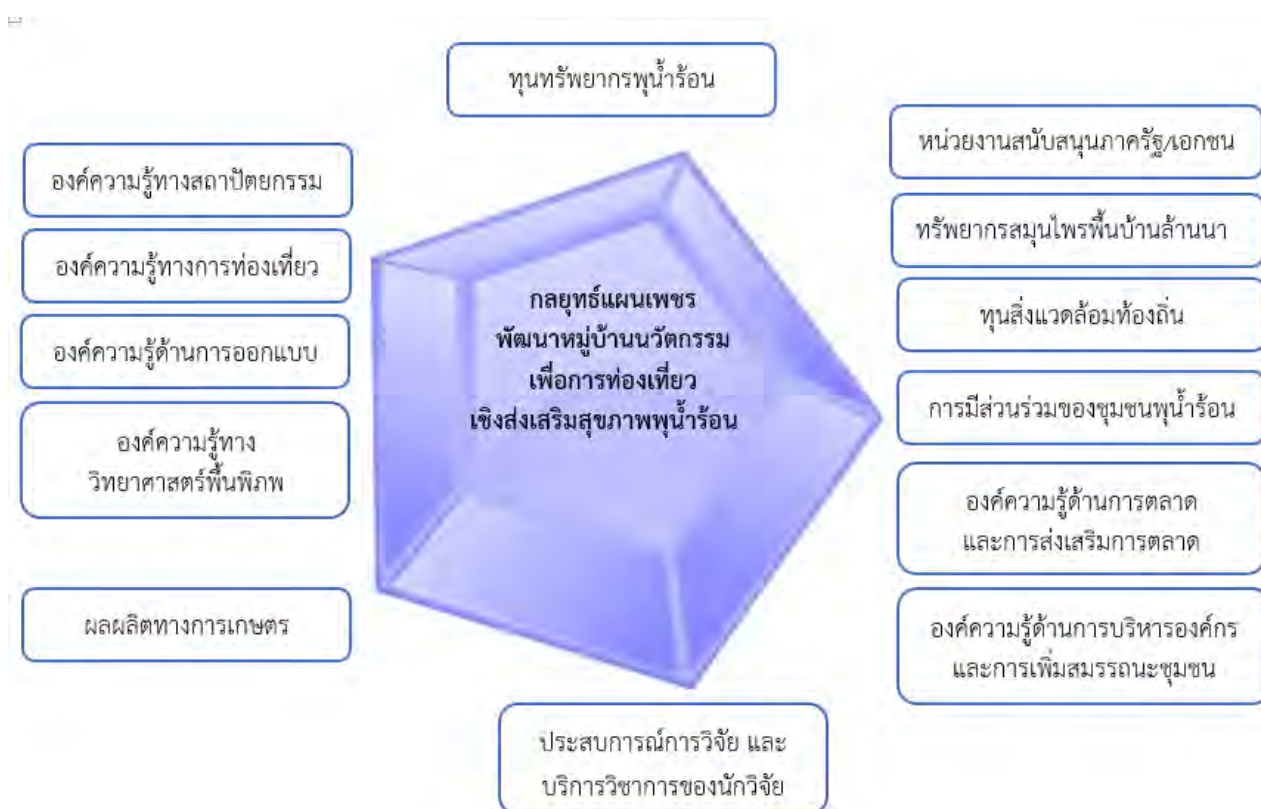 ทุนทรัพยากรพุน้ำร้อน
องค์ความรู้ทางสถาปัตยกรรม
องค์ความรู้ทางการท่องเที่ยว
องค์ความรู้ด้านการออกแบบ
องค์ความรู้ทาง
วิทยาศาสตร์พื้นพิภพ
ผลผลิตทางการเกษตร
กลยุทธ์แผนเพชร
พัฒนาหมู่บ้านนวัตกรรม
เพื่อการท่องเที่ยว
เชิงส่งเสริมสุขภาพพุน้ำร้อน
หน่วยงานสนับสนุนภาครัฐ/เอกชน
ทรัพยากรสมุนไพรพื้นบ้านล้านนา
ทุนสิ่งแวดล้อมท้องถิ่น
การมีส่วนร่วมของชุมชนพุน้ำร้อน
องค์ความรู้ด้านการตลาด
และการส่งเสริมการตลาด
องค์ความรู้ด้านการบริหารองค์กร
และการเพิ่มสมรรถนะชุมชน
ประสบการณ์การวิจัย และ
บริการวิชาการของนักวิจัย